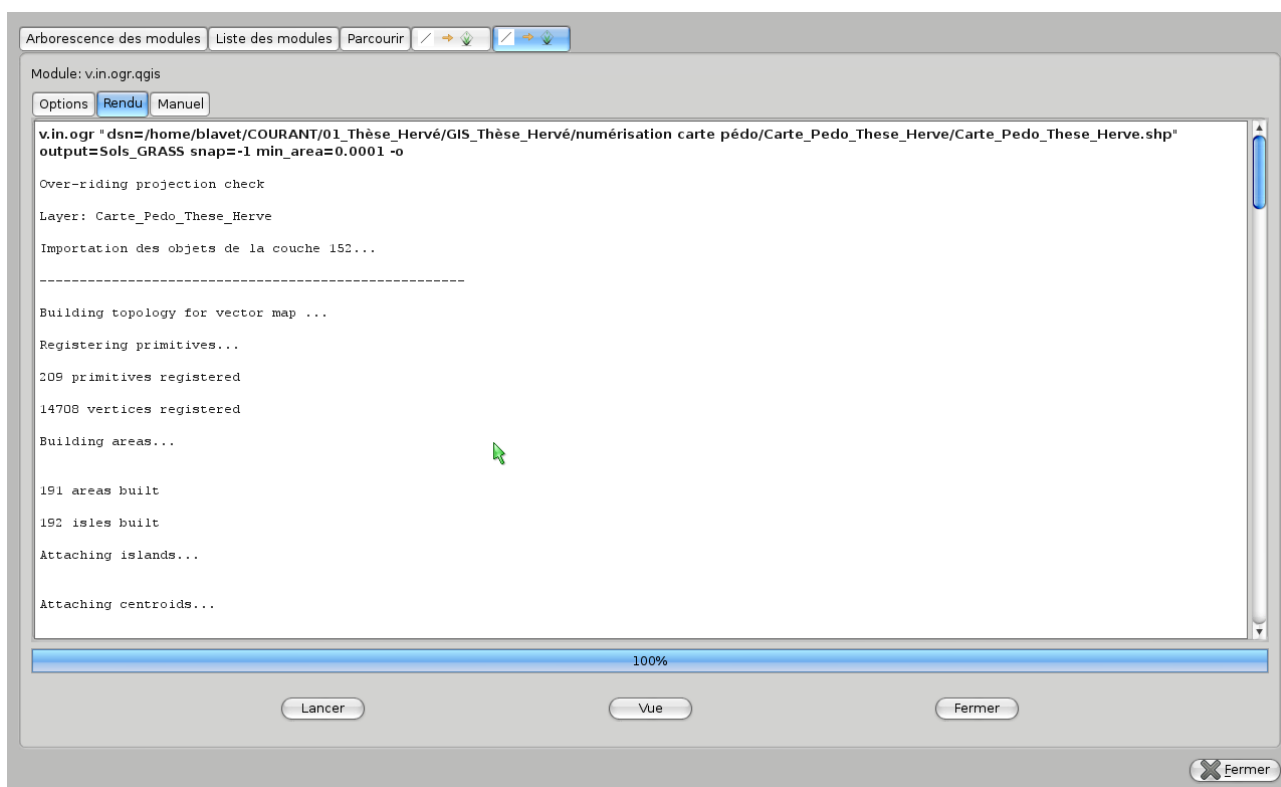 Arborescence des modules Liste des modules Parcourir
Module: v.in.ogr.qgis
Options Rendu Manuel
v.in.ogr "dsn=/home/blavet/COURANT/01_Thèse_Hervé/GIS_Thèse_Hervé/numérisation carte pédo/Carte_Pedo_These_Herve/Carte_Pedo_These_Herve.shp"
output=Sols_GRASS snap=-1 min_area=0.0001 -o
Over-riding projection check
Layer: Carte_Pedo_These_Herve
Importation des objets de la couche 152...
-----------------------------------------------------
Building topology for vector map ...
Registering primitives...
209 primitives registered
14708 vertices registered
Building areas...
191 areas built
192 isles built
Attaching islands...
Attaching centroids...
100%
Lancer Vue Fermer
Fermer